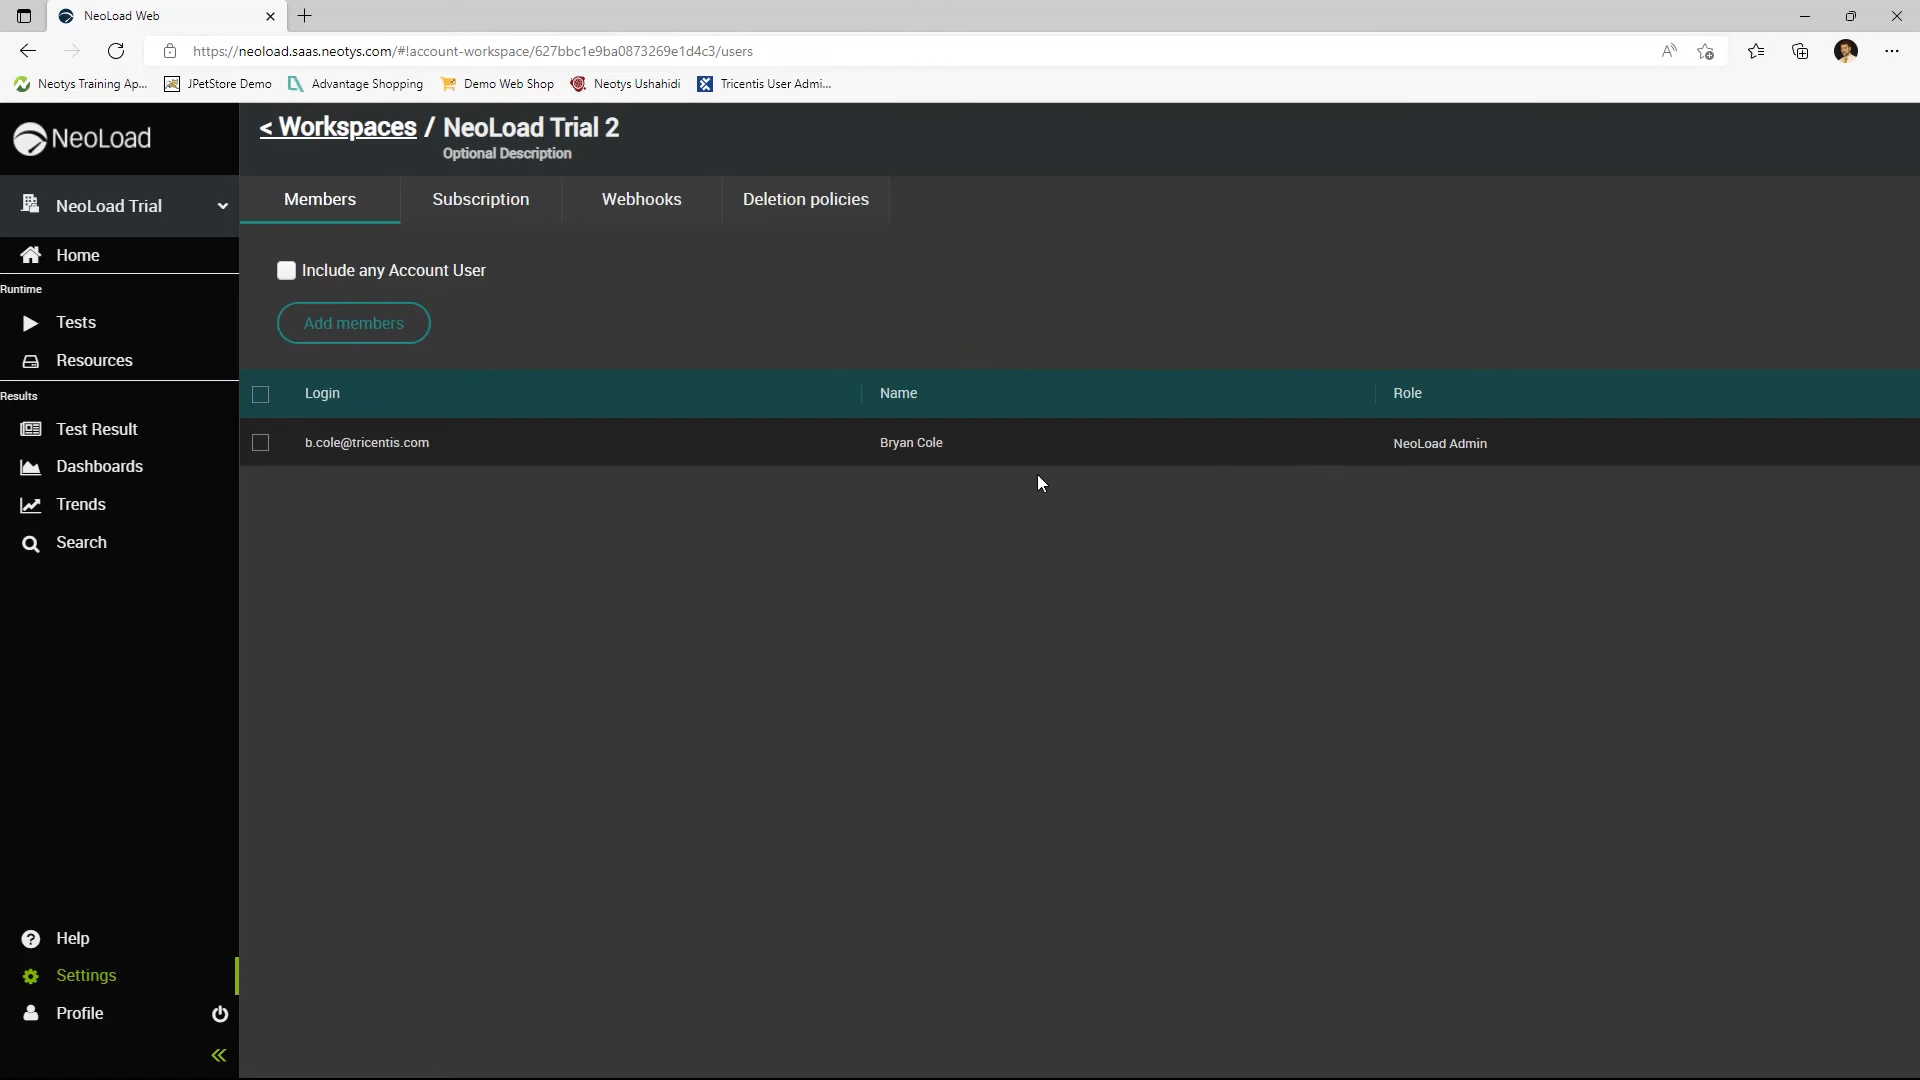 NeoLoad Web
https://neoload.saas.neotys.com/#!account-workspace/627bbc1e9ba0873269e1d4c3/users
Neotys Training Ap... JPetStore Demo Advantage Shopping Demo Web Shop Neotys Ushahidi Tricentis User Admi...
NeoLoad
< Workspaces / NeoLoad Trial 2
Optional Description
NeoLoad Trial
Members Subscription Webhooks Deletion policies
Home
Include any Account User
Runtime
Tests
Add members
Resources
Results
Login Name Role
Test Result
b.cole@tricentis.com Bryan Cole NeoLoad Admin
Dashboards
Trends
Search
Help
Settings
Profile